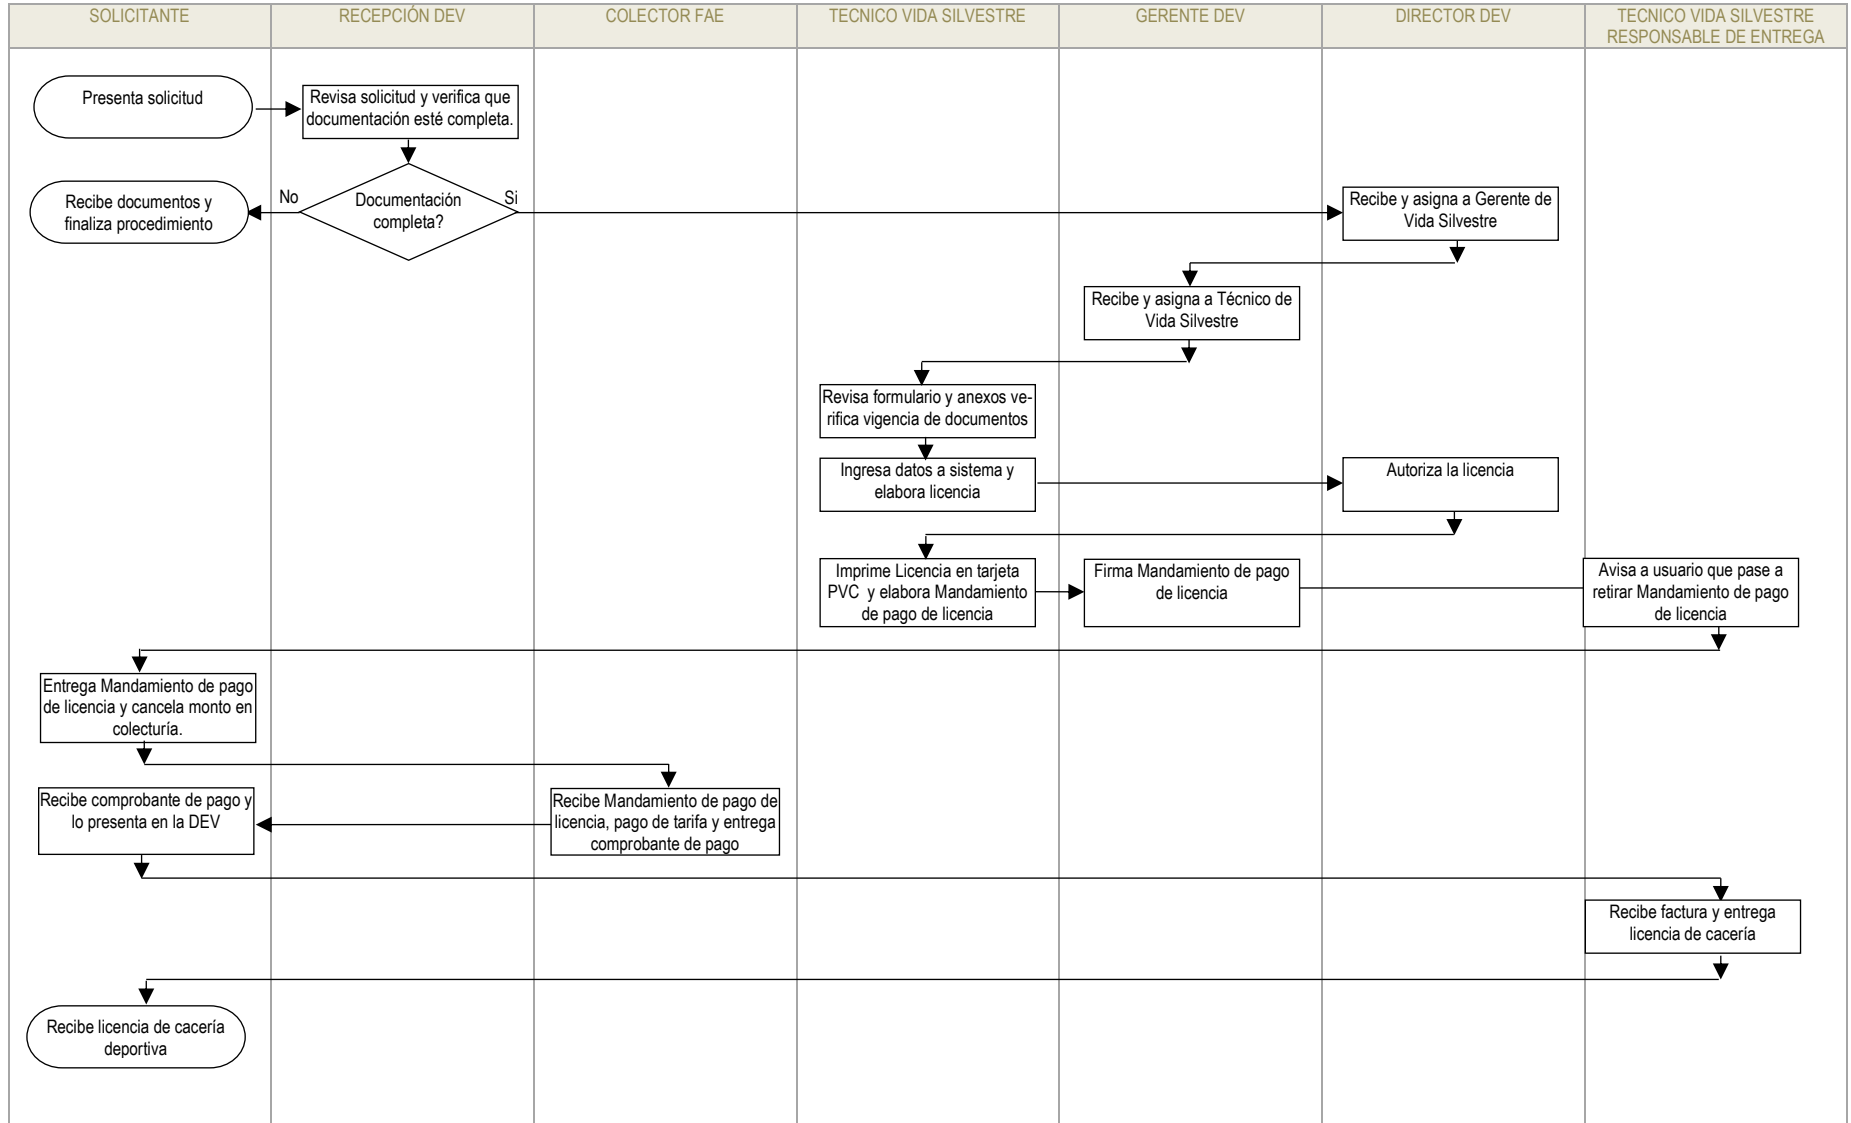 SOLICITANTE
RECEPCIÓN DEV
COLECTOR FAE
TECNICO VIDA SILVESTRE
GERENTE DEV
DIRECTOR DEV
TECNICO VIDA SILVESTRE
RESPONSABLE DE ENTREGA
Presenta solicitud
Revisa solicitud y verifica que
documentación esté completa.
Recibe documentos y
finaliza procedimiento
No
Documentación
completa?
Si
Recibe y asigna a Gerente de
Vida Silvestre
Recibe y asigna a Técnico de
Vida Silvestre
Revisa formulario y anexos ve-
rifica vigencia de documentos
Ingresa datos a sistema y
elabora licencia
Autoriza la licencia
Imprime Licencia en tarjeta
PVC y elabora Mandamiento
de pago de licencia
Firma Mandamiento de pago
de licencia
Avisa a usuario que pase a
retirar Mandamiento de pago
de licencia
Entrega Mandamiento de pago
de licencia y cancela monto en
colecturía.
Recibe comprobante de pago y
lo presenta en la DEV
Recibe Mandamiento de pago de
licencia, pago de tarifa y entrega
comprobante de pago
Recibe factura y entrega
licencia de cacería
Recibe licencia de cacería
deportiva